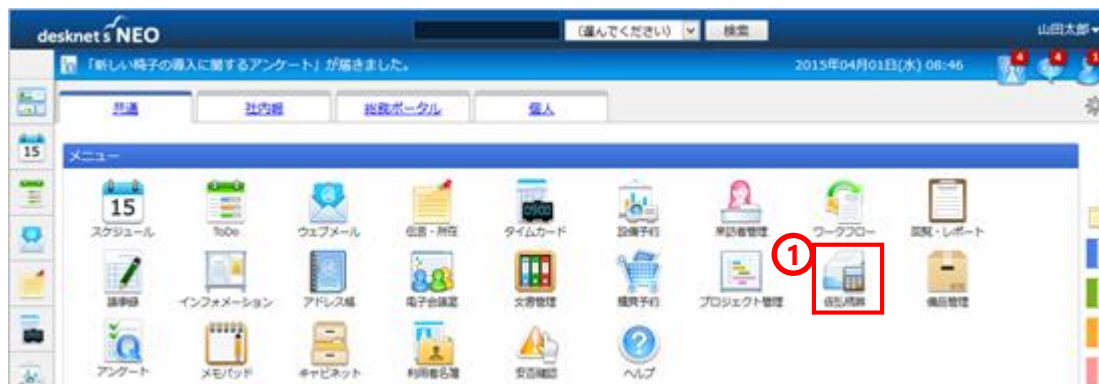 desknet's NEO
(選んでください) 検索 山田太郎
「新しい椅子の導入に関するアンケート」が届きました。 2015年04月01日(水) 08:46 4 4 1
共通 社内報 総務ポータル 個人
15 メニュー
15 0900
スケジュール ToDo ウェブメール 伝言・所在 タイムカード 設備予約 来訪者管理 ワークフロー 回覧・レポート
①
議事録 インフォメーション アドレス帳 電子会議室 文書管理 購買予約 プロジェクト管理 仮払精算 備品管理
アンケート メモパッド キャビネット 利用者名簿 安否確認 ヘルプ